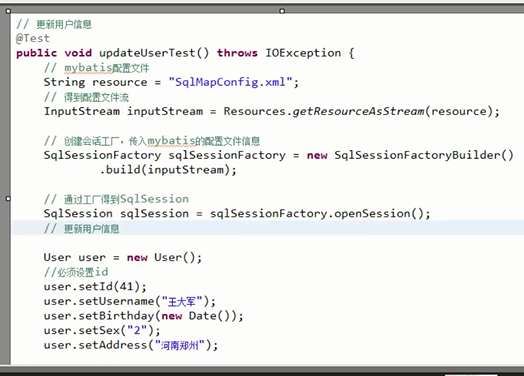 // 更新用户信息
@Test
public void updateUserTest() throws IOException {
// mybatis配置文件
String resource = "SqlMapConfig.xml";
// 得到配置文件流
InputStream inputStream = Resources.getResourceAsStream(resource);
// 创建会话工厂，传入mybatis的配置文件信息
SqlSessionFactory sqlSessionFactory = new SqlSessionFactoryBuilder()
.build(inputStream);
// 通过工厂得到SqlSession
SqlSession sqlSession = sqlSessionFactory.openSession();
// 更新用户信息
User user = new User();
//必须设置id
user.setId(41);
user.setUsername("王大军");
user.setBirthday(new Date());
user.setSex("2");
user.setAddress("河南郑州");